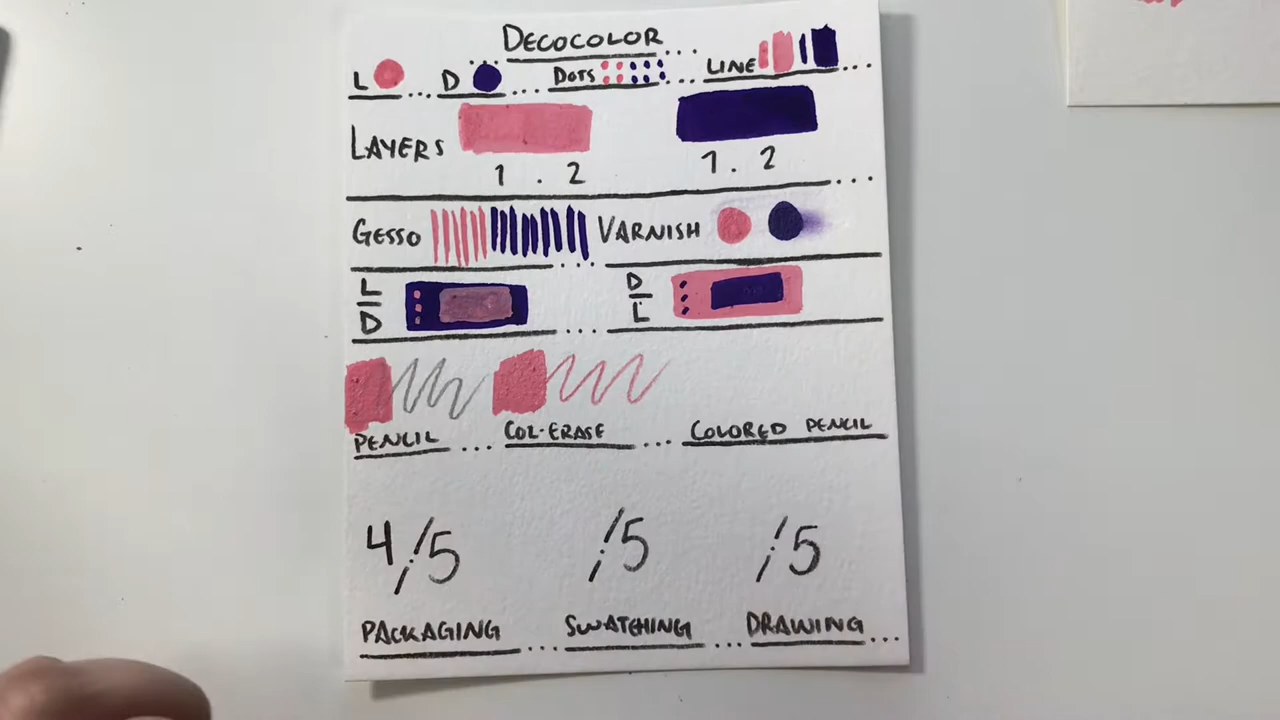 DECOCOLOR ...
L ... D ... DOTS ... LINE ...
LAYERS
1 . 2 1 . 2 ...
GESSO ... VARNISH
L/D ... D/L
PENCIL ... COL-ERASE ... COLORED PENCIL
4/5 /5 /5
PACKAGING ... SWATCHING ... DRAWING ...